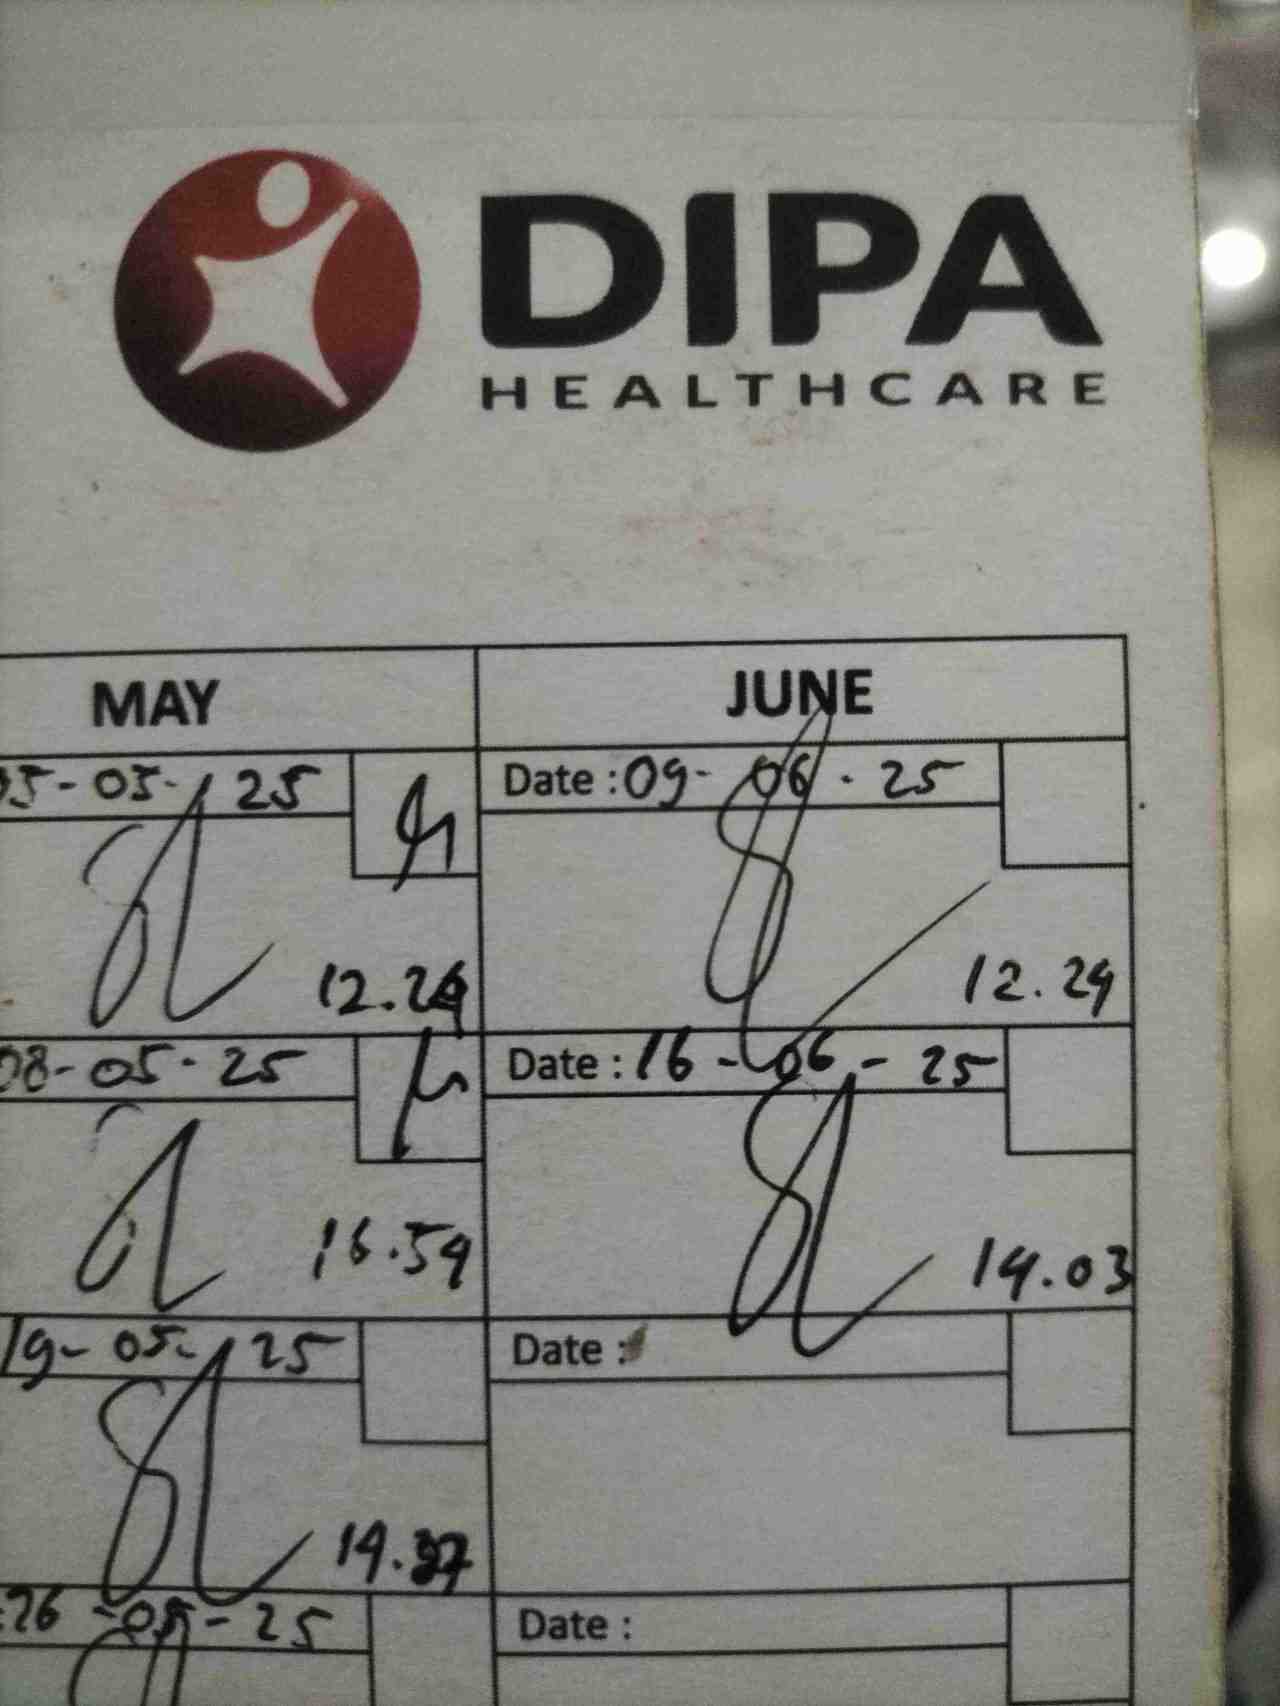 DIPA
HEALTHCARE
MAY JUNE
05-05-25 Date : 09-06-25
12.29 12.29
08-05-25 Date : 16-06-25
16.59 14.03
19-05-25 Date :
14.37
26-05-25 Date :